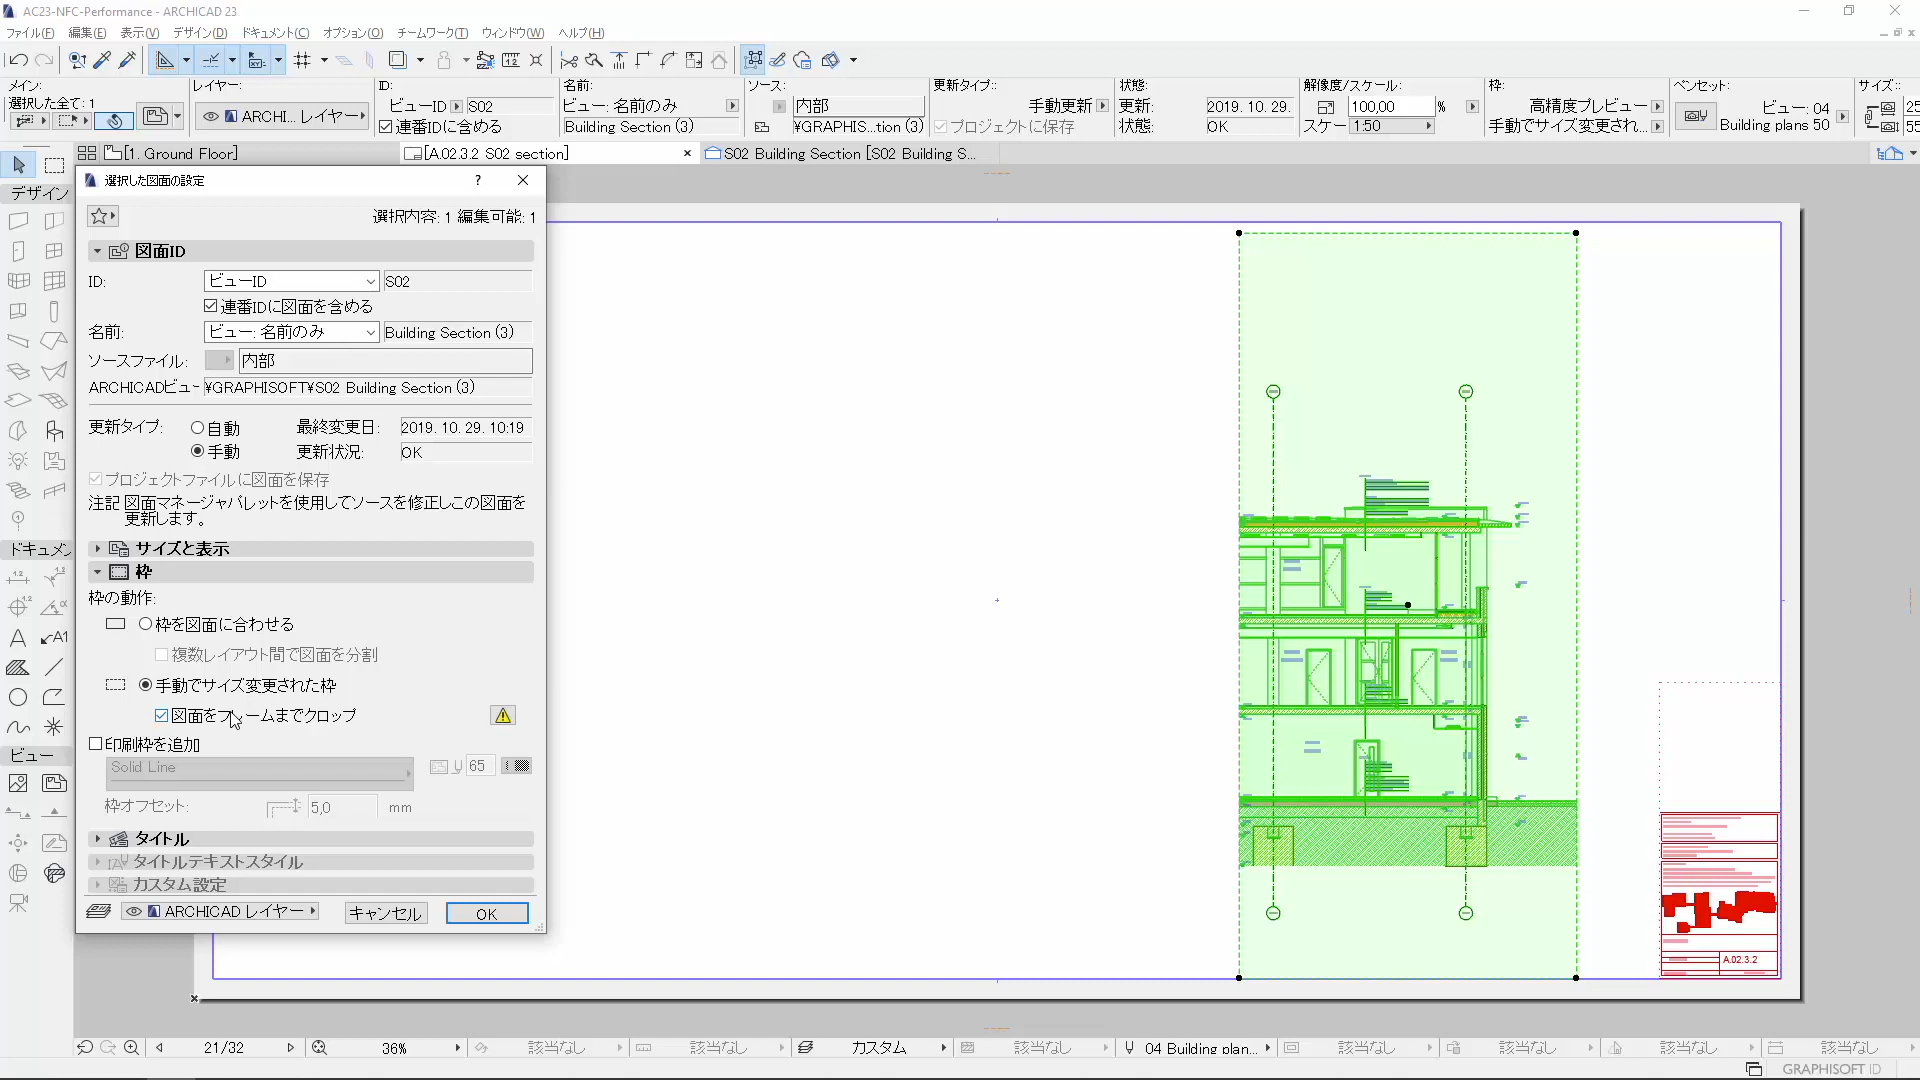 AC23-NFC-Performance - ARCHICAD 23
ファイル(F) 編集(E) 表示(V) デザイン(D) ドキュメント(C) オプション(O) チームワーク(T) ウィンドウ(W) ヘルプ(H)
メイン: レイヤー: ID: 名前: ソース: 更新タイプ:: 状態: 解像度/スケール: 枠: ペンセット: サイズ::
選択した全て: 1
ARCHI... レイヤー
ビューID S02 ビュー: 名前のみ 内部 手動更新 更新: 2019. 10. 29. 100,00 % 高精度プレビュー ビュー: 04
連番IDに含める Building Section (3) ¥GRAPHIS...tion (3) プロジェクトに保存 状態: OK スケー 1:50 手動でサイズ変更され... Building plans 50
[1. Ground Floor] [A.02.3.2 S02 section] S02 Building Section [S02 Building S...
デザイン
ドキュメン
ビュー
選択した図面の設定 ?
選択内容: 1 編集可能: 1
図面ID
ID: ビューID S02
連番IDに図面を含める
名前: ビュー: 名前のみ Building Section (3)
ソースファイル: 内部
ARCHICADビュー ¥GRAPHISOFT¥S02 Building Section (3)
更新タイプ: 自動 最終変更日: 2019. 10. 29. 10:19
手動 更新状況: OK
プロジェクトファイルに図面を保存
注記 図面マネージャパレットを使用してソースを修正しこの図面を
更新します。
サイズと表示
枠
枠の動作:
枠を図面に合わせる
複数レイアウト間で図面を分割
手動でサイズ変更された枠
図面をフレームまでクロップ
印刷枠を追加
Solid Line 65
枠オフセット: 5,0 mm
タイトル
タイトルテキストスタイル
カスタム設定
ARCHICAD レイヤー キャンセル OK
A.02.3.2
21/32 36% 該当なし 該当なし カスタム 該当なし 04 Building plan... 該当なし 該当なし 該当なし 該当なし
GRAPHISOFT ID